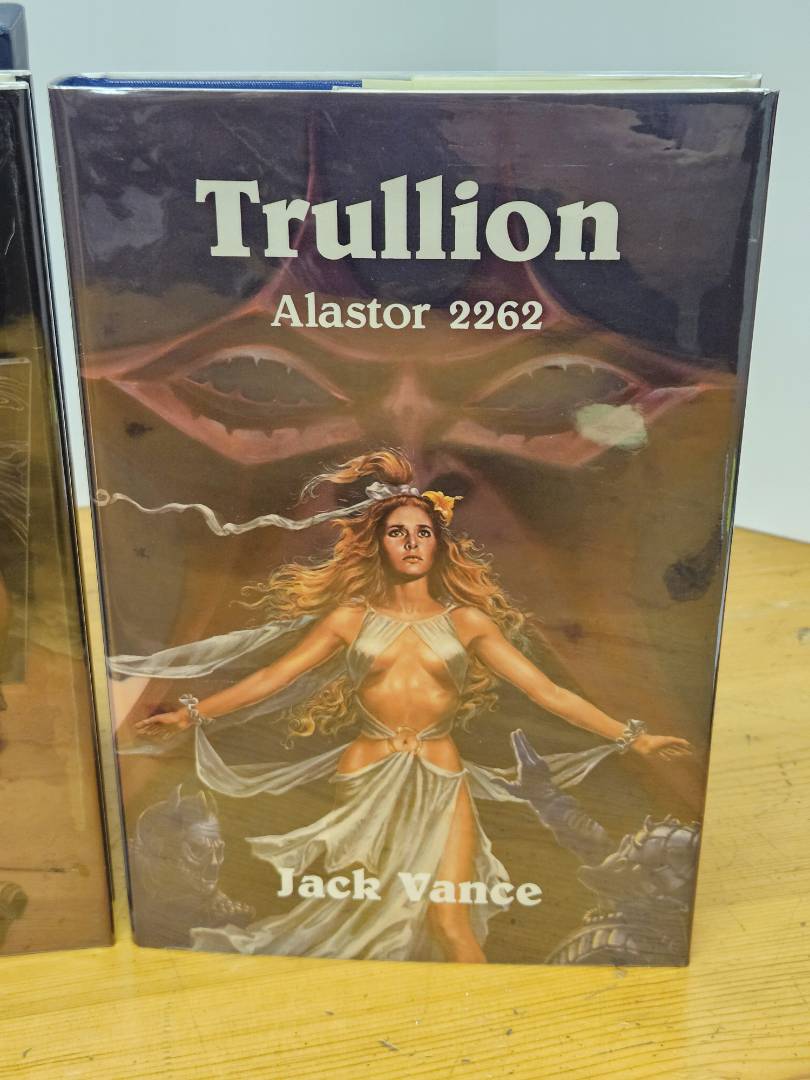 Trullion
Alastor 2262
Jack Vance